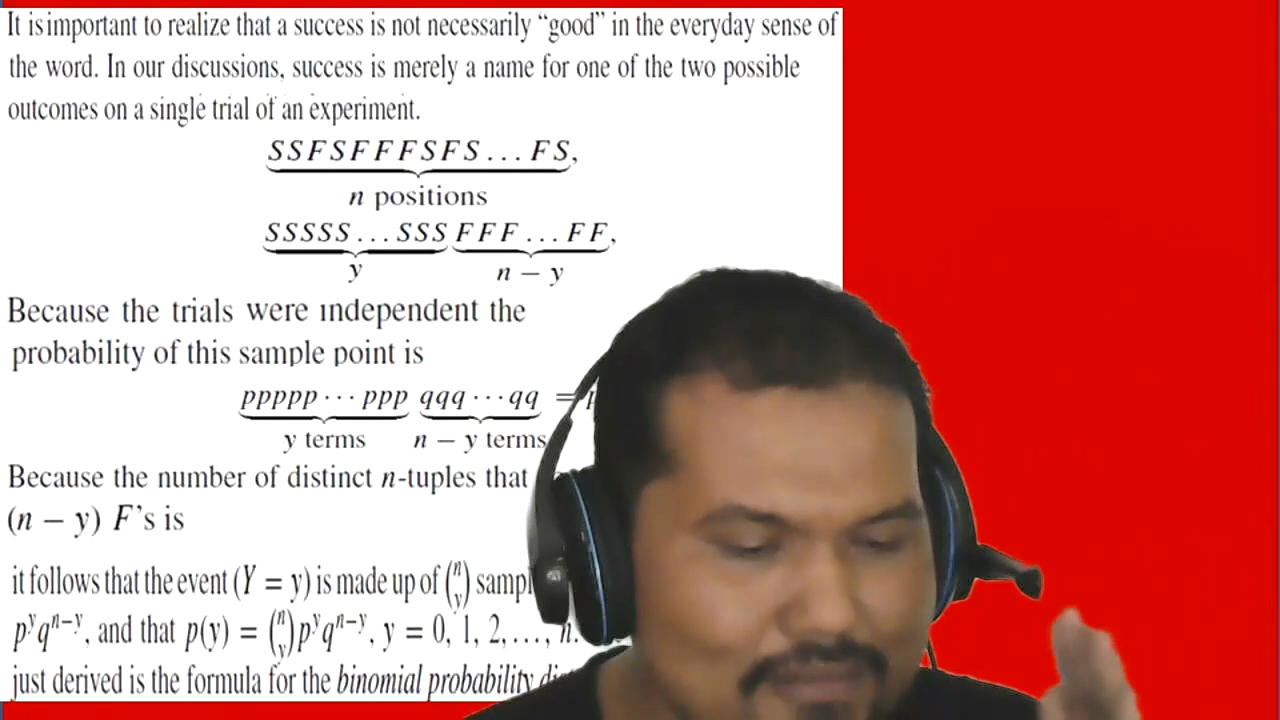 It is important to realize that a success is not necessarily “good” in the everyday sense of
the word. In our discussions, success is merely a name for one of the two possible
outcomes on a single trial of an experiment.
SSFSFFFSFS...FS,
n positions
SSSSS...SSS FFF...FF,
y n − y
Because the trials were independent the
probability of this sample point is
ppppp···ppp qqq···qq =
y terms n − y terms
Because the number of distinct n-tuples that
(n − y) F’s is
it follows that the event (Y = y) is made up of (n y)
p^y q^{n−y}, and that p(y) = (n y) p^y q^{n−y}, y = 0, 1, 2, ..., n.
just derived is the formula for the binomial probability